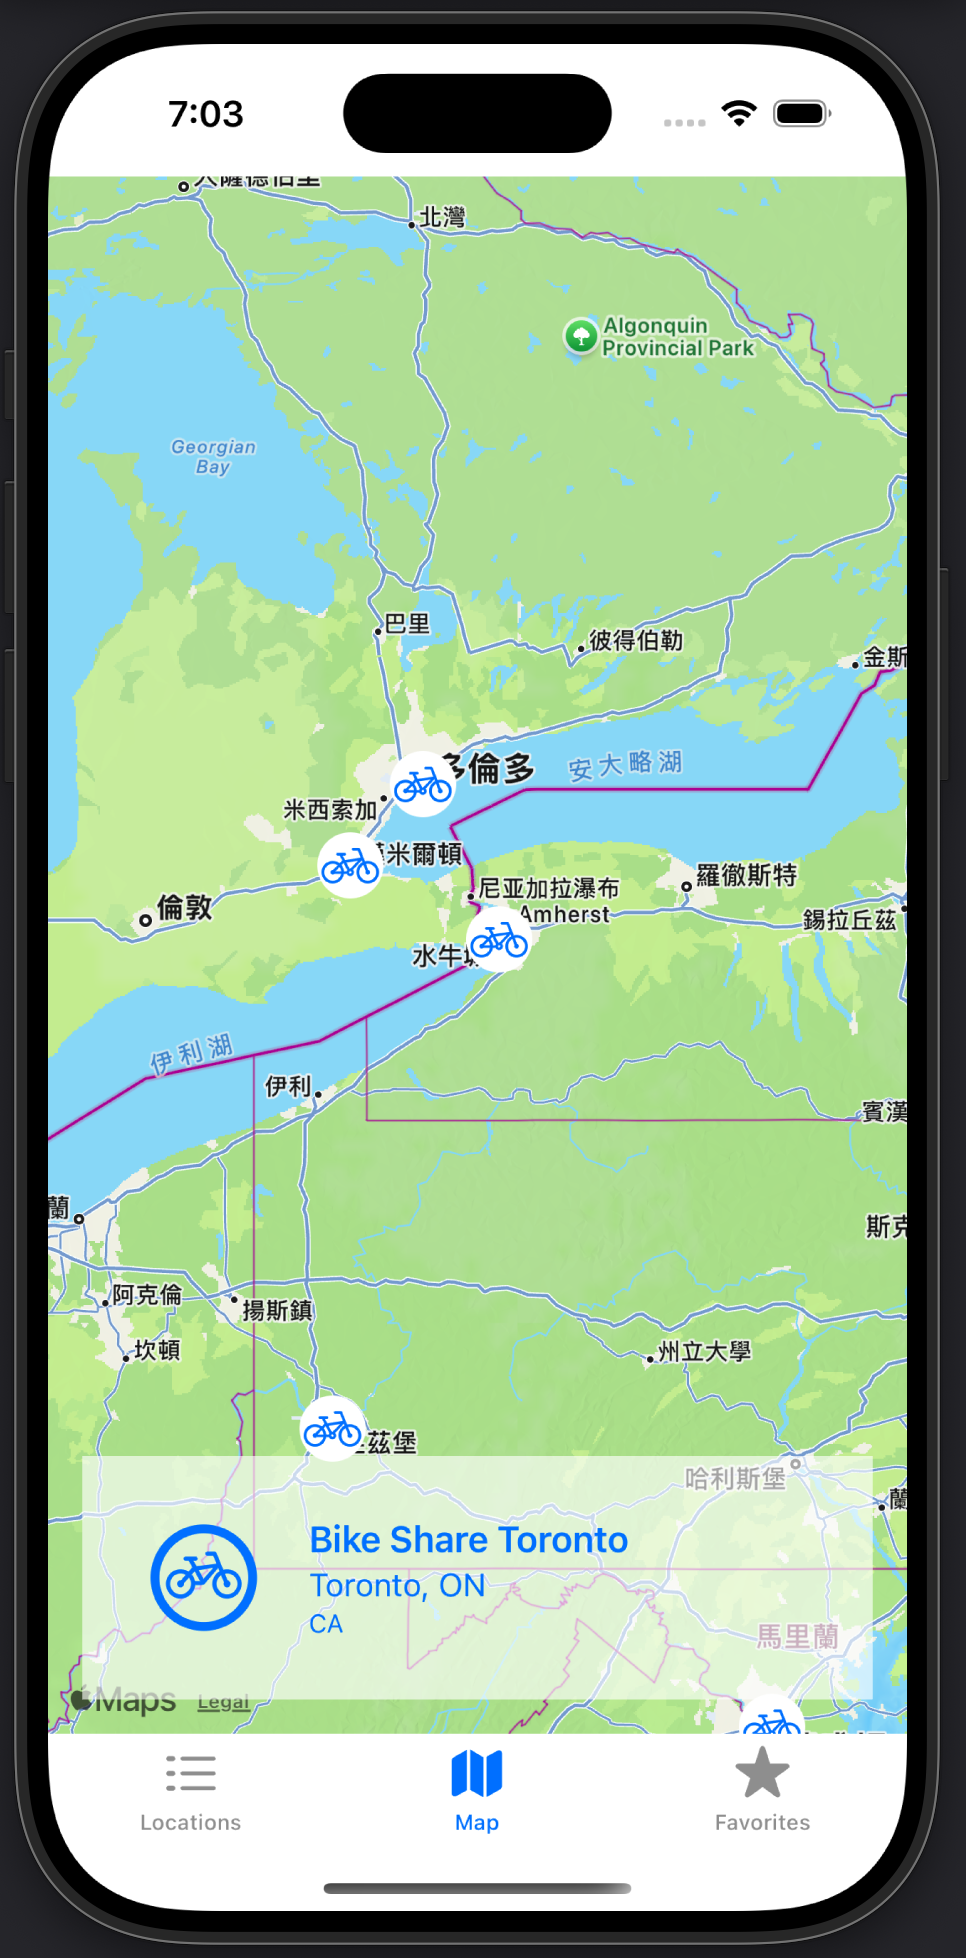 7:03
北灣
Algonquin
Provincial Park
Georgian
Bay
巴里
彼得伯勒
金斯
多倫多
安大略湖
米西索加
米爾頓
尼亚加拉瀑布
羅徹斯特
Amherst
倫敦
錫拉丘茲
水牛城
伊利湖
伊利
賓漢
蘭
斯克
阿克倫
揚斯鎮
坎頓
州立大學
茲堡
哈利斯堡
蘭
Bike Share Toronto
Toronto, ON
CA
馬里蘭
Maps Legal
Locations
Map
Favorites